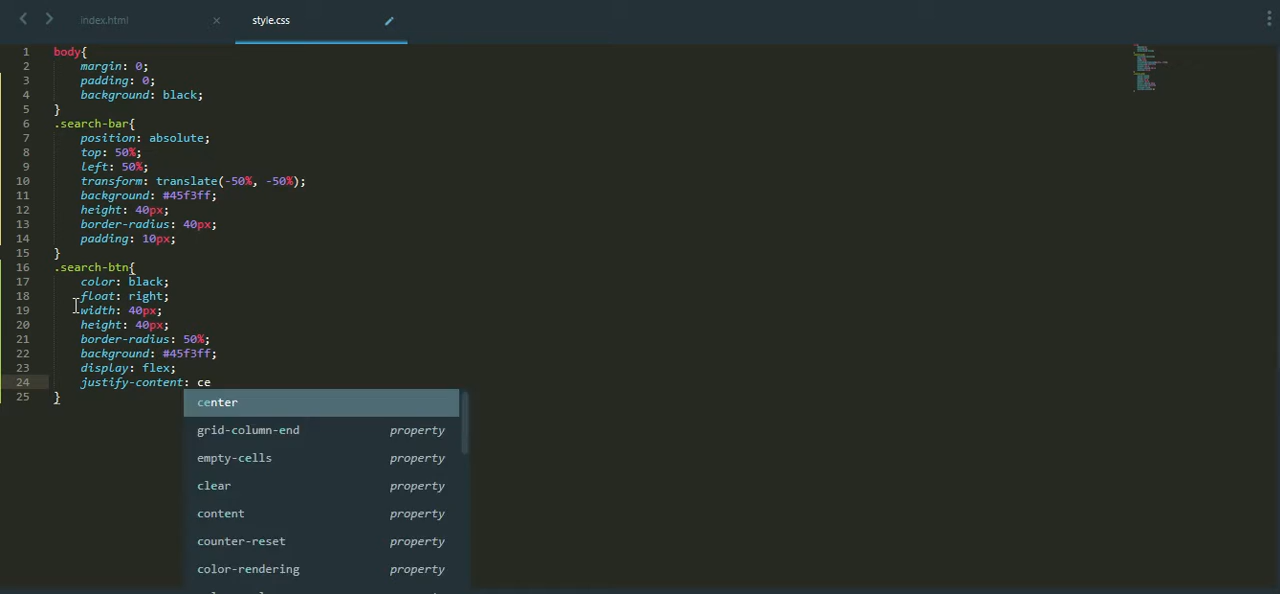 index.html
style.css
1 body{
2 margin: 0;
3 padding: 0;
4 background: black;
5 }
6 .search-bar{
7 position: absolute;
8 top: 50%;
9 left: 50%;
10 transform: translate(-50%, -50%);
11 background: #45f3ff;
12 height: 40px;
13 border-radius: 40px;
14 padding: 10px;
15 }
16 .search-btn{
17 color: black;
18 float: right;
19 width: 40px;
20 height: 40px;
21 border-radius: 50%;
22 background: #45f3ff;
23 display: flex;
24 justify-content: ce
25 }
center
grid-column-end property
empty-cells property
clear property
content property
counter-reset property
color-rendering property